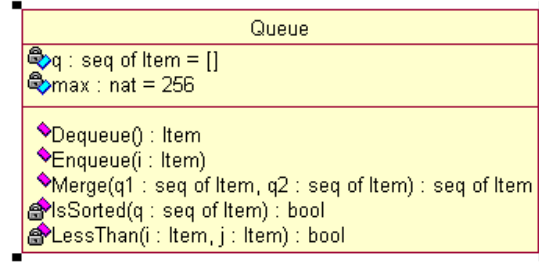 Queue
q : seq of Item = []
max : nat = 256
Dequeue() : Item
Enqueue(i : Item)
Merge(q1 : seq of Item, q2 : seq of Item) : seq of Item
IsSorted(q : seq of Item) : bool
LessThan(i : Item, j : Item) : bool